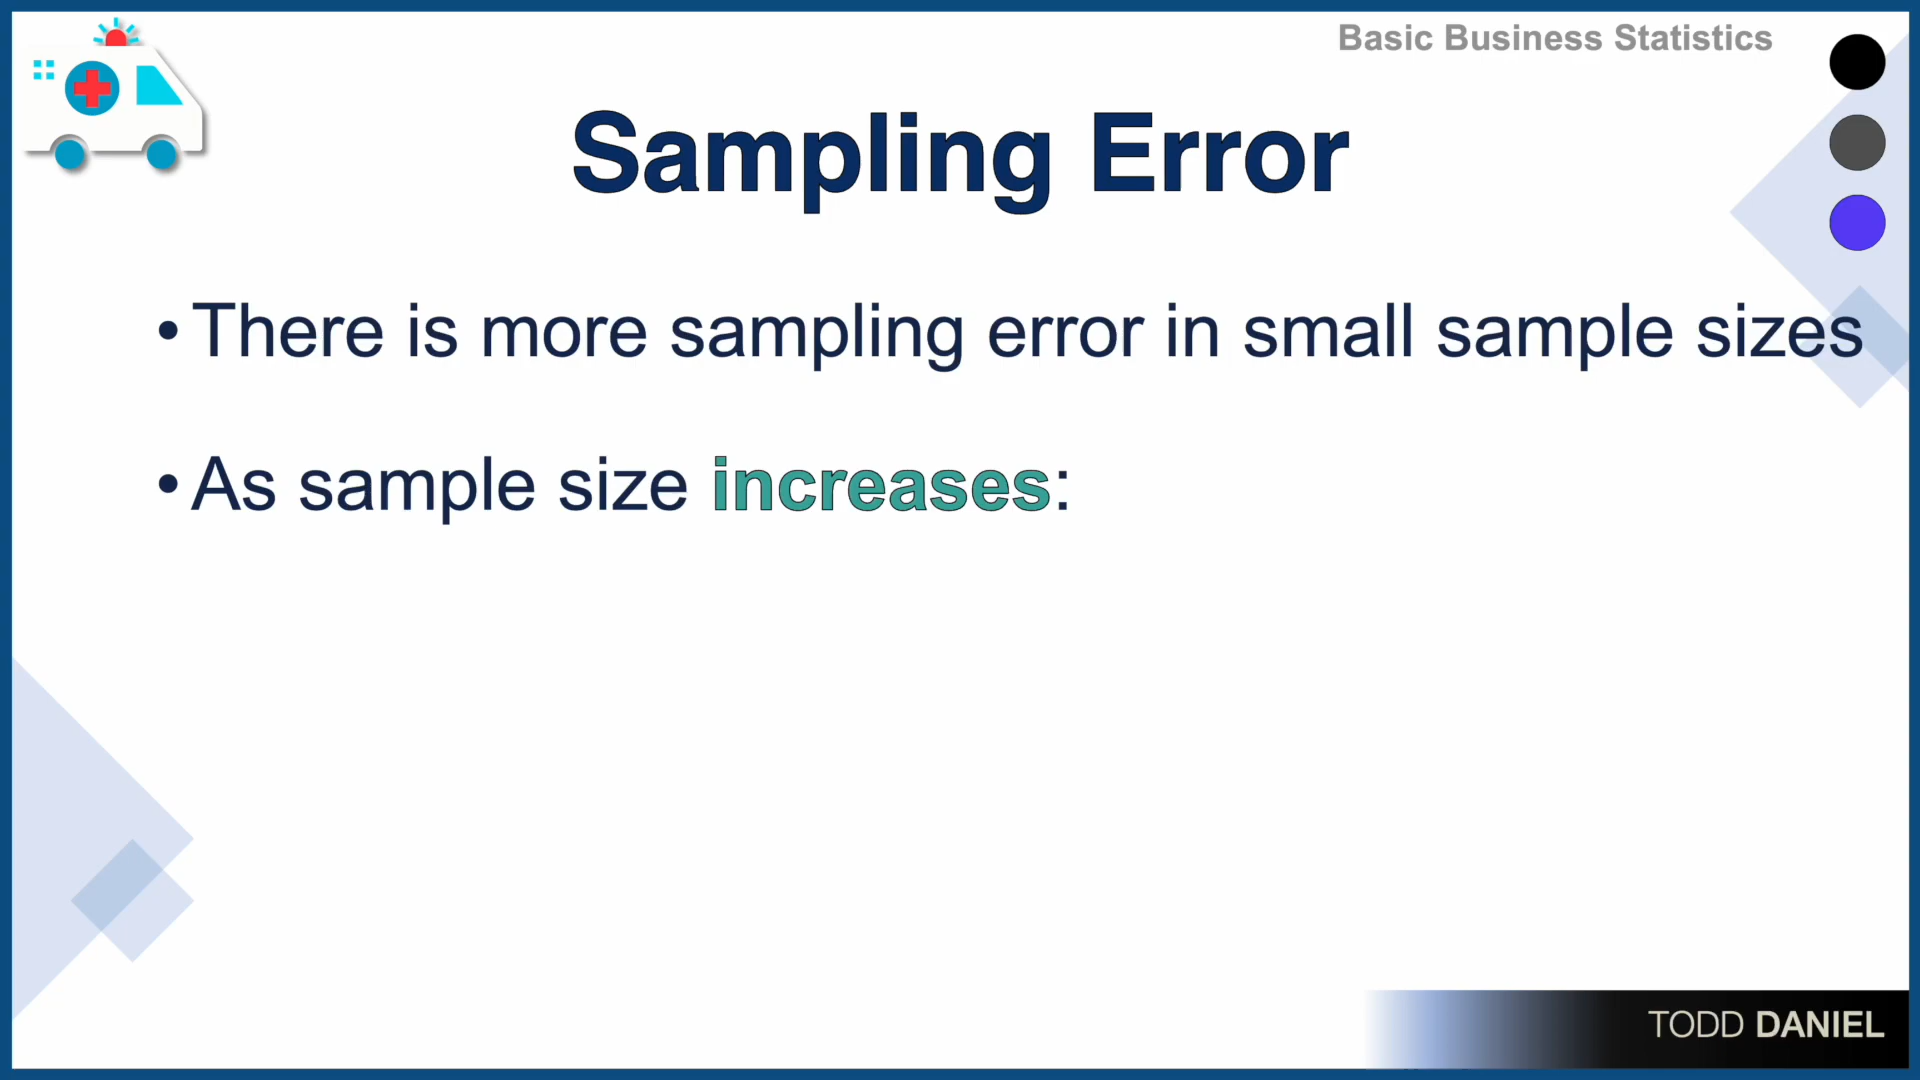 Basic Business Statistics
Sampling Error
•There is more sampling error in small sample sizes
•As sample size increases:
TODD DANIEL